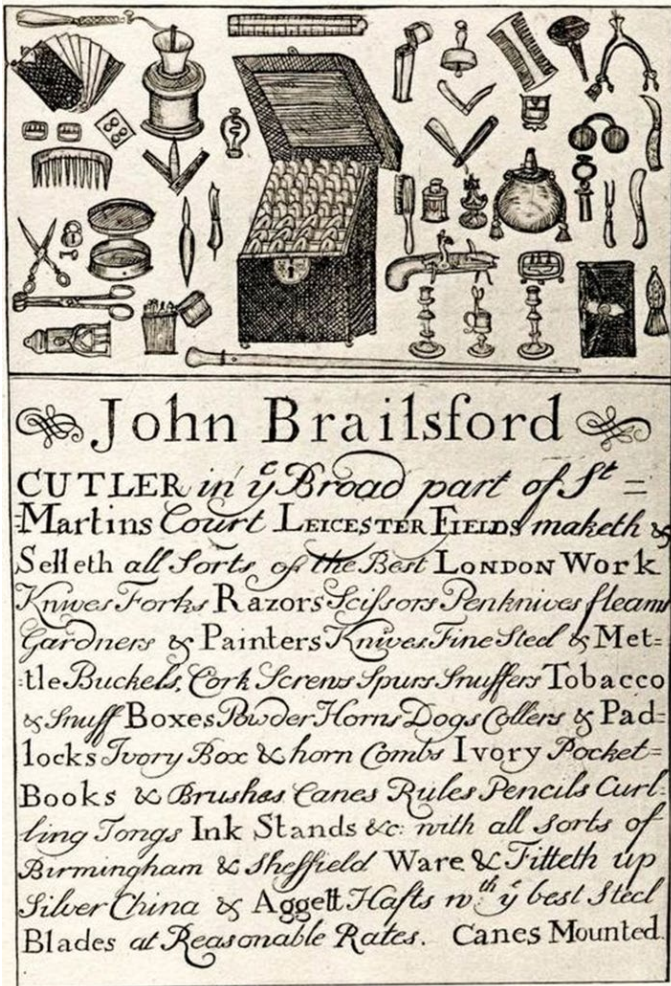 John Brailsford
CUTLER in yᵉ Broad part of Sᵗ =
=Martins Court LEICESTER FIELDS maketh &
Selleth all Sorts of the Best LONDON Work
Knives Forks Razors Scissors Penknives fleams
Gardners & Painters Knives Fine Steel & Met=
=tle Buckels, Cork Screws Spurs Snuffers Tobacco
& Snuff Boxes Powder Horns Dogs Collers & Pad=
locks Ivory Box & horn Combs Ivory Pocket=
Books & Brushes Canes Rules Pencils Curl=
ling Tongs Ink Stands &c: with all sorts of
Birmingham & Sheffield Ware & Fitteth up
Silver China & Aggett Hafts wᵗʰ yᵉ best Steel
Blades at Reasonable Rates. Canes Mounted.